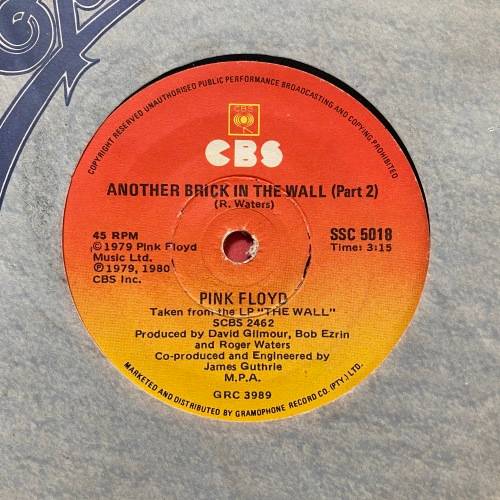 COPYRIGHT RESERVED UNAUTHORISED PUBLIC PERFORMANCE BROADCASTING AND COPYING PROHIBITED
CBS
CBS
ANOTHER BRICK IN THE WALL (Part 2)
(R. Waters)
45 RPM
©1979 Pink Floyd
Music Ltd.
℗1979, 1980
CBS Inc.
SSC 5018
Time: 3:15
PINK FLOYD
Taken from the LP "THE WALL"
SCBS 2462
Produced by David Gilmour, Bob Ezrin
and Roger Waters
Co-produced and Engineered by
James Guthrie
M.P.A.
GRC 3989
MARKETED AND DISTRIBUTED BY GRAMOPHONE RECORD CO. (PTY.) LTD.